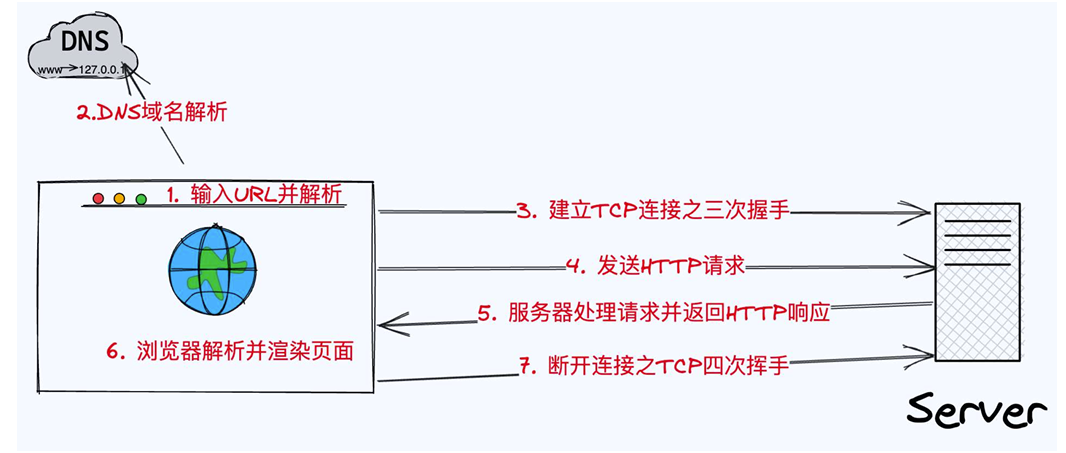 DNS
www→127.0.0.1
2.DNS域名解析
1. 输入URL并解析
3. 建立TCP连接之三次握手
4. 发送HTTP请求
5. 服务器处理请求并返回HTTP响应
6. 浏览器解析并渲染页面
7. 断开连接之TCP四次挥手
Server